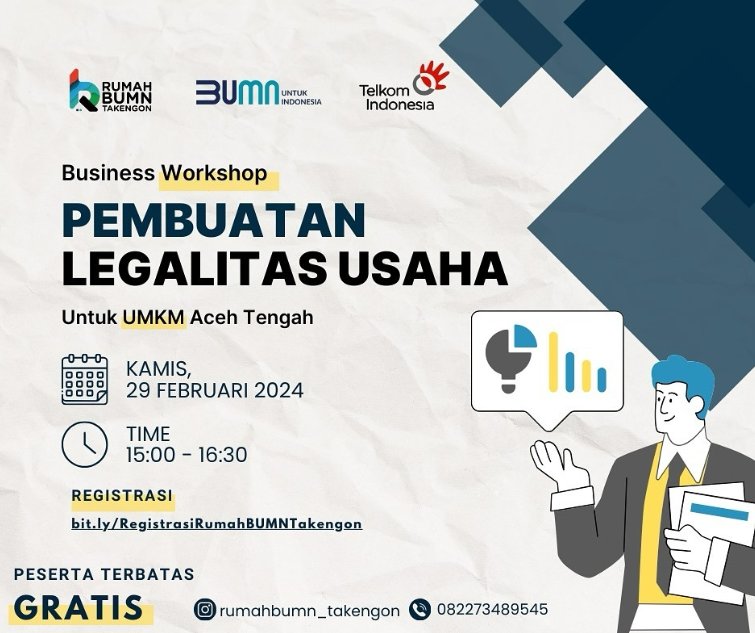 RUMAH
BUMN
TAKENGON
BUMN UNTUK
INDONESIA
Telkom
Indonesia
Business Workshop
PEMBUATAN
LEGALITAS USAHA
Untuk UMKM Aceh Tengah
KAMIS,
29 FEBRUARI 2024
TIME
15:00 - 16:30
REGISTRASI
bit.ly/RegistrasiRumahBUMNTakengon
PESERTA TERBATAS
GRATIS
rumahbumn_takengon 082273489545